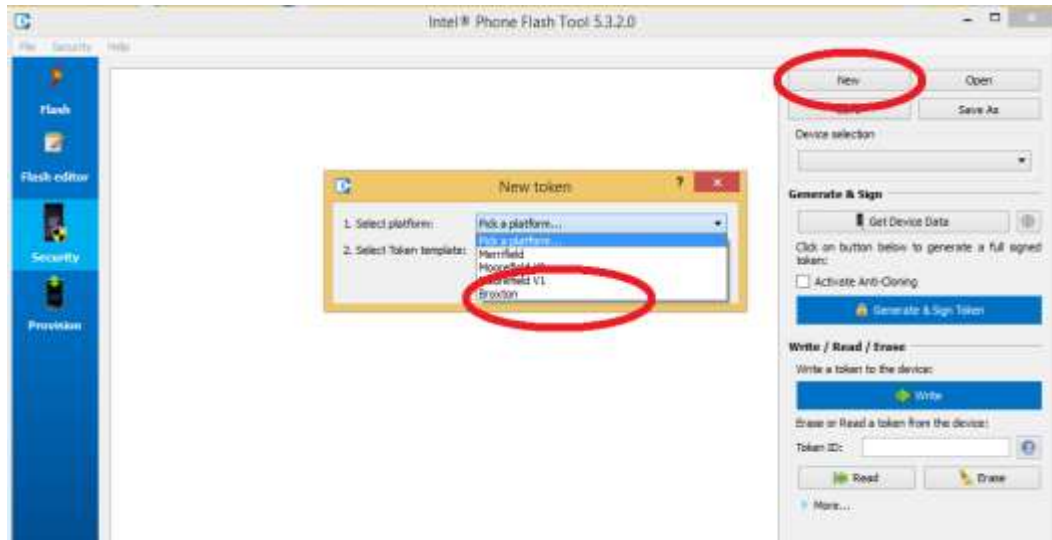 Intel® Phone Flash Tool 5.3.2.0
File Security Help
Flash
Flash editor
Security
Provision
New Open
Save As
Device selection
New token
?
1. Select platform: Pick a platform...
Pick a platform...
Merrifield
2. Select Token template:
Broxton
Generate & Sign
Get Device Data
Click on button below to generate a full signed
token:
Activate Anti-Cloning
Generate & Sign Token
Write / Read / Erase
Write a token to the device:
Write
Erase or Read a token from the device:
Token ID:
Read Erase
More...